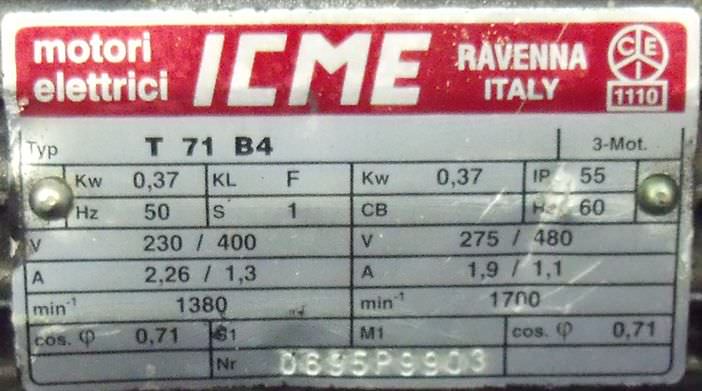 motori ICME RAVENNA CEI
elettrici ITALY 1110
Typ T 71 B4 3-Mot.
Kw 0,37 KL F Kw 0,37 IP 55
Hz 50 S 1 CB Hz 60
V 230 / 400 V 275 / 480
A 2,26 / 1,3 A 1,9 / 1,1
min⁻¹ 1380 min⁻¹ 1700
cos. φ 0,71 S1 M1 cos. φ 0,71
Nr 0695P9903